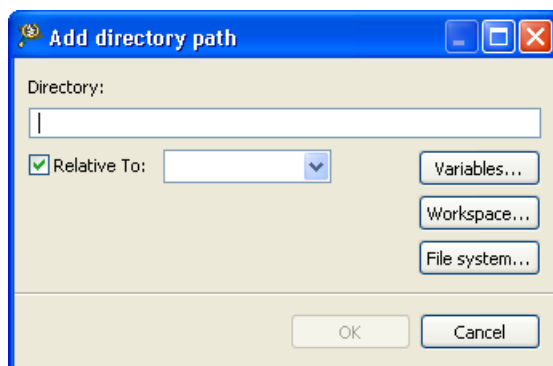 Add directory path
Directory:
Relative To:
Variables...
Workspace...
File system...
OK
Cancel